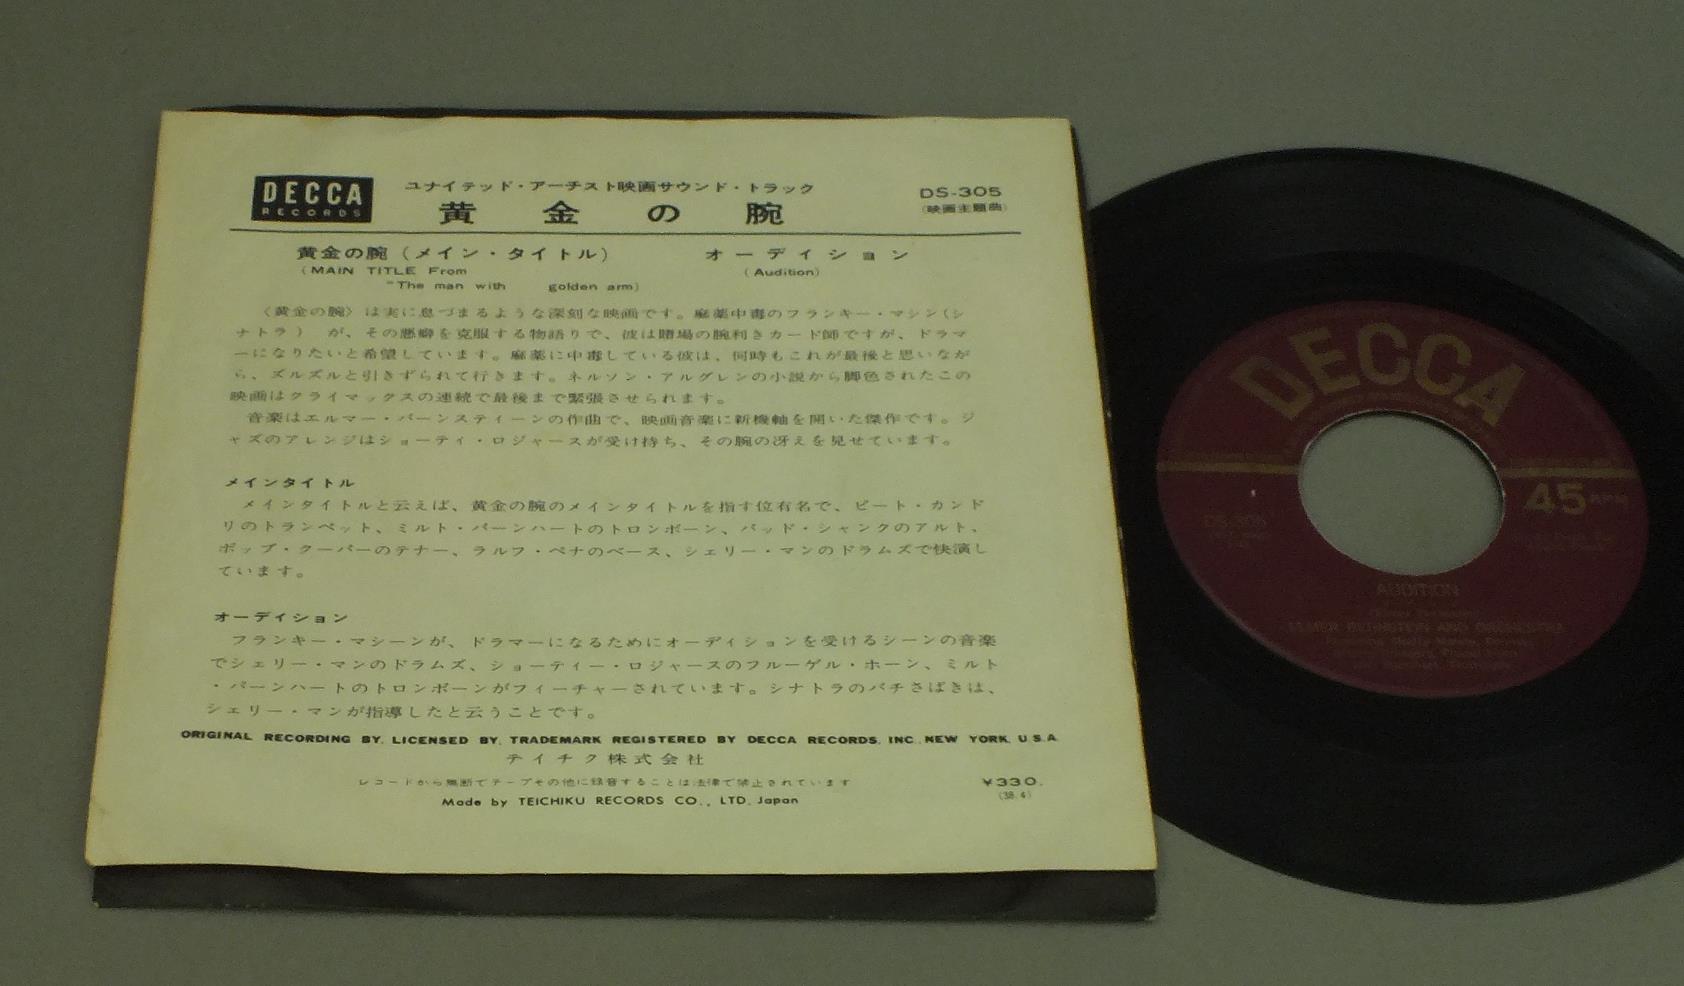 DECCA
RECORDS
ユナイテッド・アーチスト映画サウンド・トラック
黄金の腕
DS-305
(映画主題曲)
黄金の腕（メイン・タイトル）
(MAIN TITLE From
"The man with golden arm)
オーディション
(Audition)
〈黄金の腕〉は実に息づまるような深刻な映画です。麻薬中毒のフランキー・マシン(シ
ナトラ） が、その悪癖を克服する物語りで、彼は賭場の腕利きカード師ですが、ドラマ
ーになりたいと希望しています。麻薬に中毒している彼は、何時もこれが最後と思いなが
ら、ズルズルと引きずられて行きます。ネルソン・アルグレンの小説から脚色されたこの
映画はクライマックスの連続で最後まで緊張させられます。
音楽はエルマー・バーンスティーンの作曲で、映画音楽に新機軸を開いた傑作です。ジ
ャズのアレンジはショーティ・ロジャースが受け持ち、その腕の冴えを見せています。
メインタイトル
メインタイトルと云えば、黄金の腕のメインタイトルを指す位有名で、ピート・カンド
リのトランペット、ミルト・バーンハートのトロンボーン、バッド・シャンクのアルト、
ボップ・クーパーのテナー、ラルフ・ペナのベース、シェリー・マンのドラムズで快演し
ています。
オーディション
フランキー・マシーンが、ドラマーになるためにオーディションを受けるシーンの音楽
でシェリー・マンのドラムズ、ショーティー・ロジャースのフルーゲル・ホーン、ミルト
・バーンハートのトロンボーンがフィーチャーされています。シナトラのバチさばきは、
シェリー・マンが指導したと云うことです。
ORIGINAL RECORDING BY, LICENSED BY, TRADEMARK REGISTERED BY DECCA RECORDS, INC., NEW YORK, U.S.A.
テイチク株式会社
レコードから無断でテープその他に録音することは法律で禁止されています
¥330.
(38.4)
Made by TEICHIKU RECORDS CO., LTD. Japan
DECCA
45 RPM
DS-305
AUDITION
ELMER BERNSTEIN AND ORCHESTRA